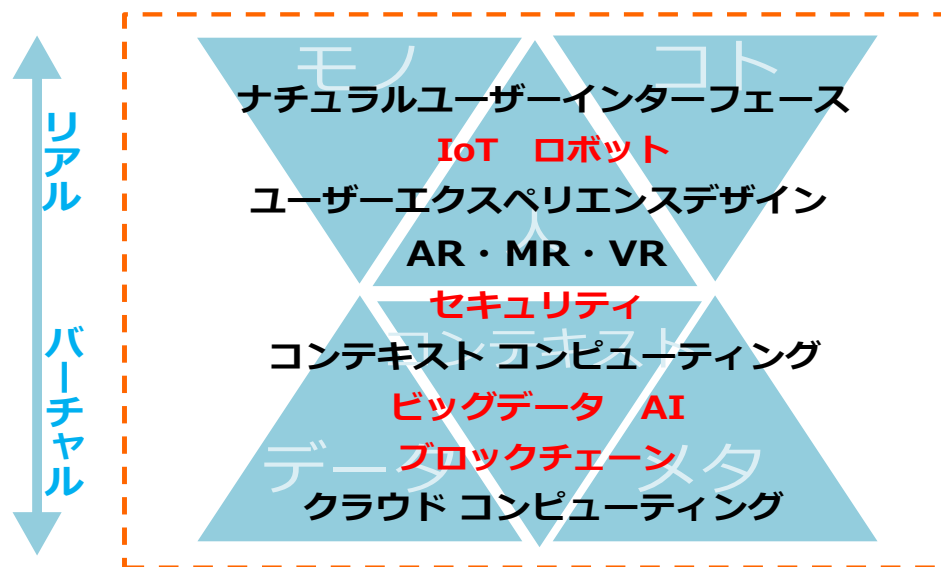 モノ
コト
ナチュラルユーザーインターフェース
IoT　ロボット
ユーザーエクスペリエンスデザイン
人
AR・MR・VR
セキュリティ
コンテキスト
コンテキスト コンピューティング
ビッグデータ　AI
ブロックチェーン
データ
メタ
クラウド コンピューティング
リアル
バーチャル